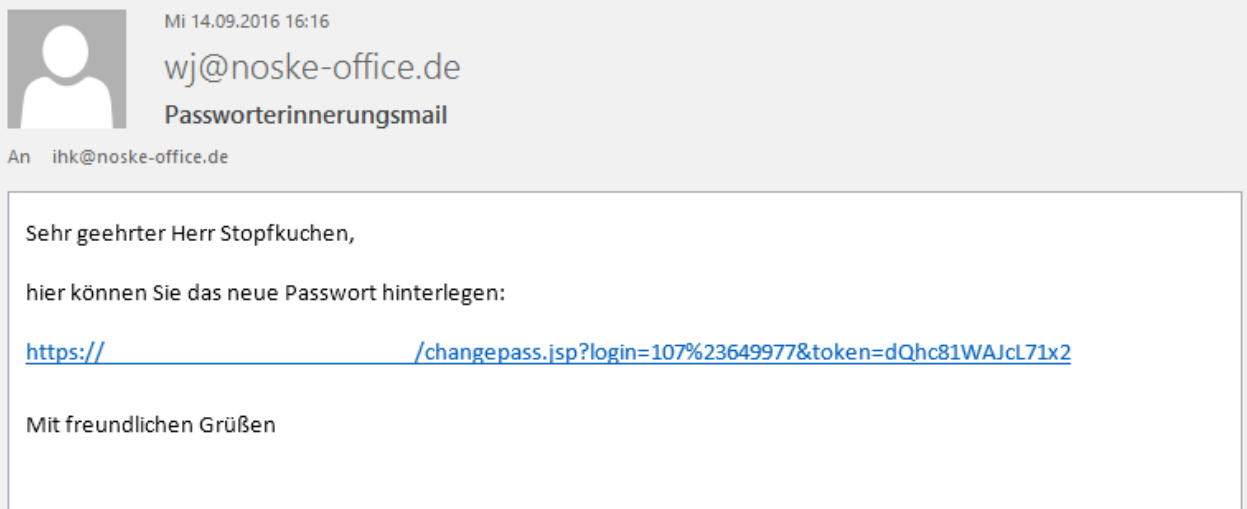 Mi 14.09.2016 16:16
wj@noske-office.de
Passworterinnerungsmail
An ihk@noske-office.de
Sehr geehrter Herr Stopfkuchen,
hier können Sie das neue Passwort hinterlegen:
https:// /changepass.jsp?login=107%23649977&token=dQhc81WAJcL71x2
Mit freundlichen Grüßen